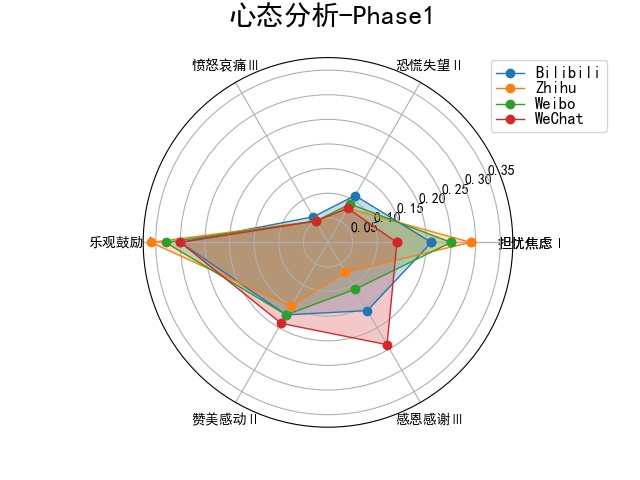 心态分析-Phase1
愤怒哀痛Ⅲ
恐慌失望Ⅱ
Bilibili
Zhihu
Weibo
WeChat
0.35
0.30
0.25
0.20
0.15
0.10
0.05
乐观鼓励
担忧焦虑Ⅰ
赞美感动Ⅱ
感恩感谢Ⅲ